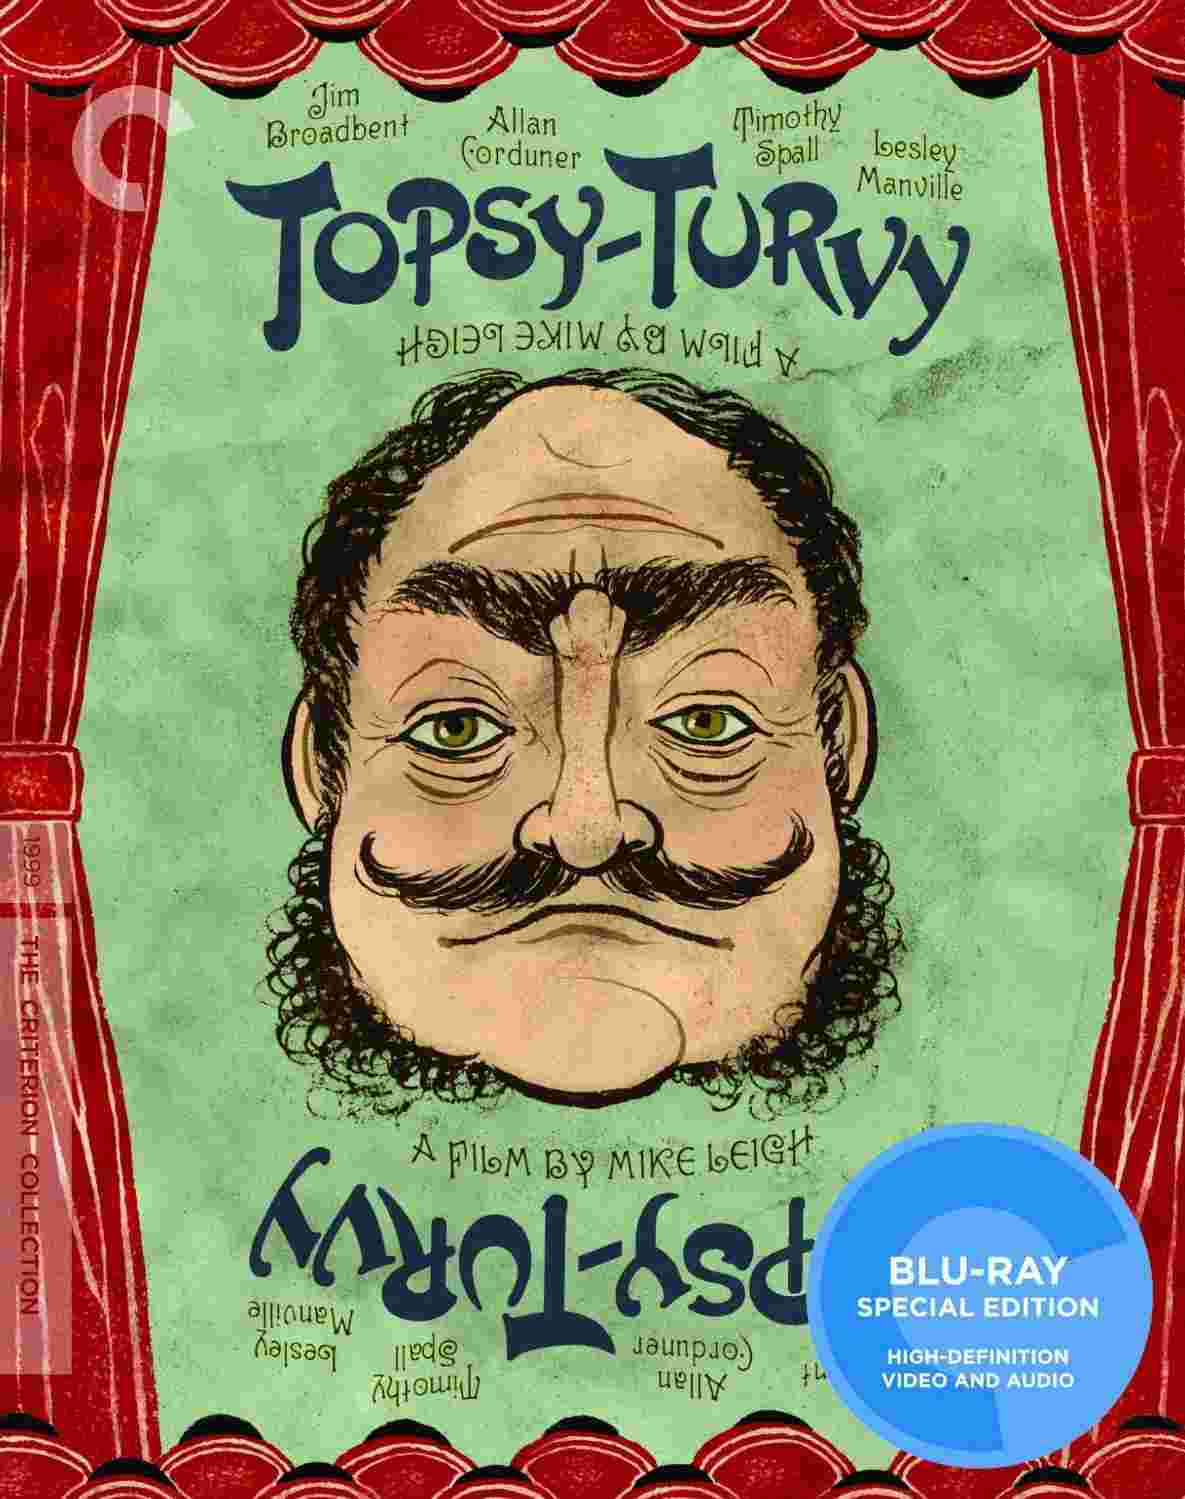 Jim
Broadbent
Allan
Corduner
Timothy
Spall
Lesley
Manville
TOPSY-TURVY
A FILM BY MIKE LEIGH
1999 THE CRITERION COLLECTION
A FILM BY MIKE LEIGH
PSY-TURVY
Lesley
Manville
Timothy
Spall
Allan
Corduner
nt
BLU-RAY
SPECIAL EDITION
HIGH-DEFINITION
VIDEO AND AUDIO